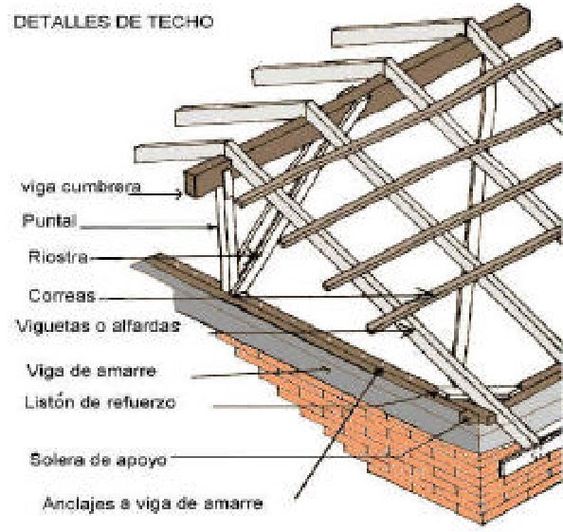 DETALLES DE TECHO
viga cumbrera
Puntal
Riostra
Correas
Viguetas o alfardas
Viga de amarre
Listón de refuerzo
Solera de apoyo
Anclajes a viga de amarre